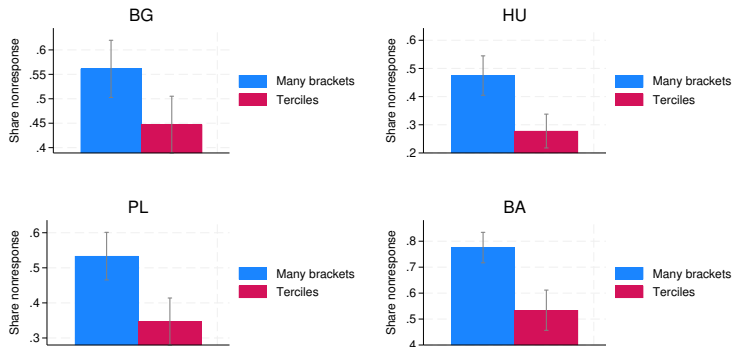 BG
Share nonresponse
.6
.55
.5
.45
.4
Many brackets
Terciles
HU
Share nonresponse
.6
.5
.4
.3
.2
Many brackets
Terciles
PL
Share nonresponse
.6
.5
.4
.3
Many brackets
Terciles
BA
Share nonresponse
.8
.7
.6
.5
.4
Many brackets
Terciles